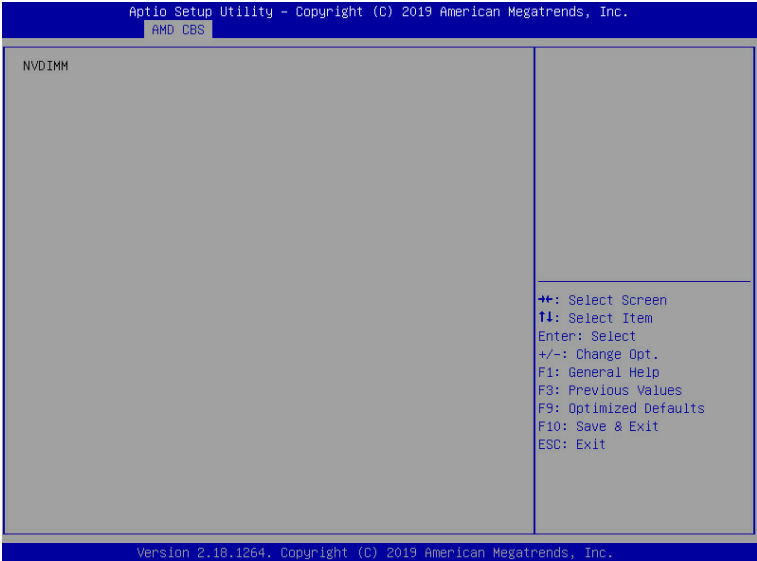 Aptio Setup Utility – Copyright (C) 2019 American Megatrends, Inc.
AMD CBS
NVDIMM
→←: Select Screen
↑↓: Select Item
Enter: Select
+/-: Change Opt.
F1: General Help
F3: Previous Values
F9: Optimized Defaults
F10: Save & Exit
ESC: Exit
Version 2.18.1264. Copyright (C) 2019 American Megatrends, Inc.